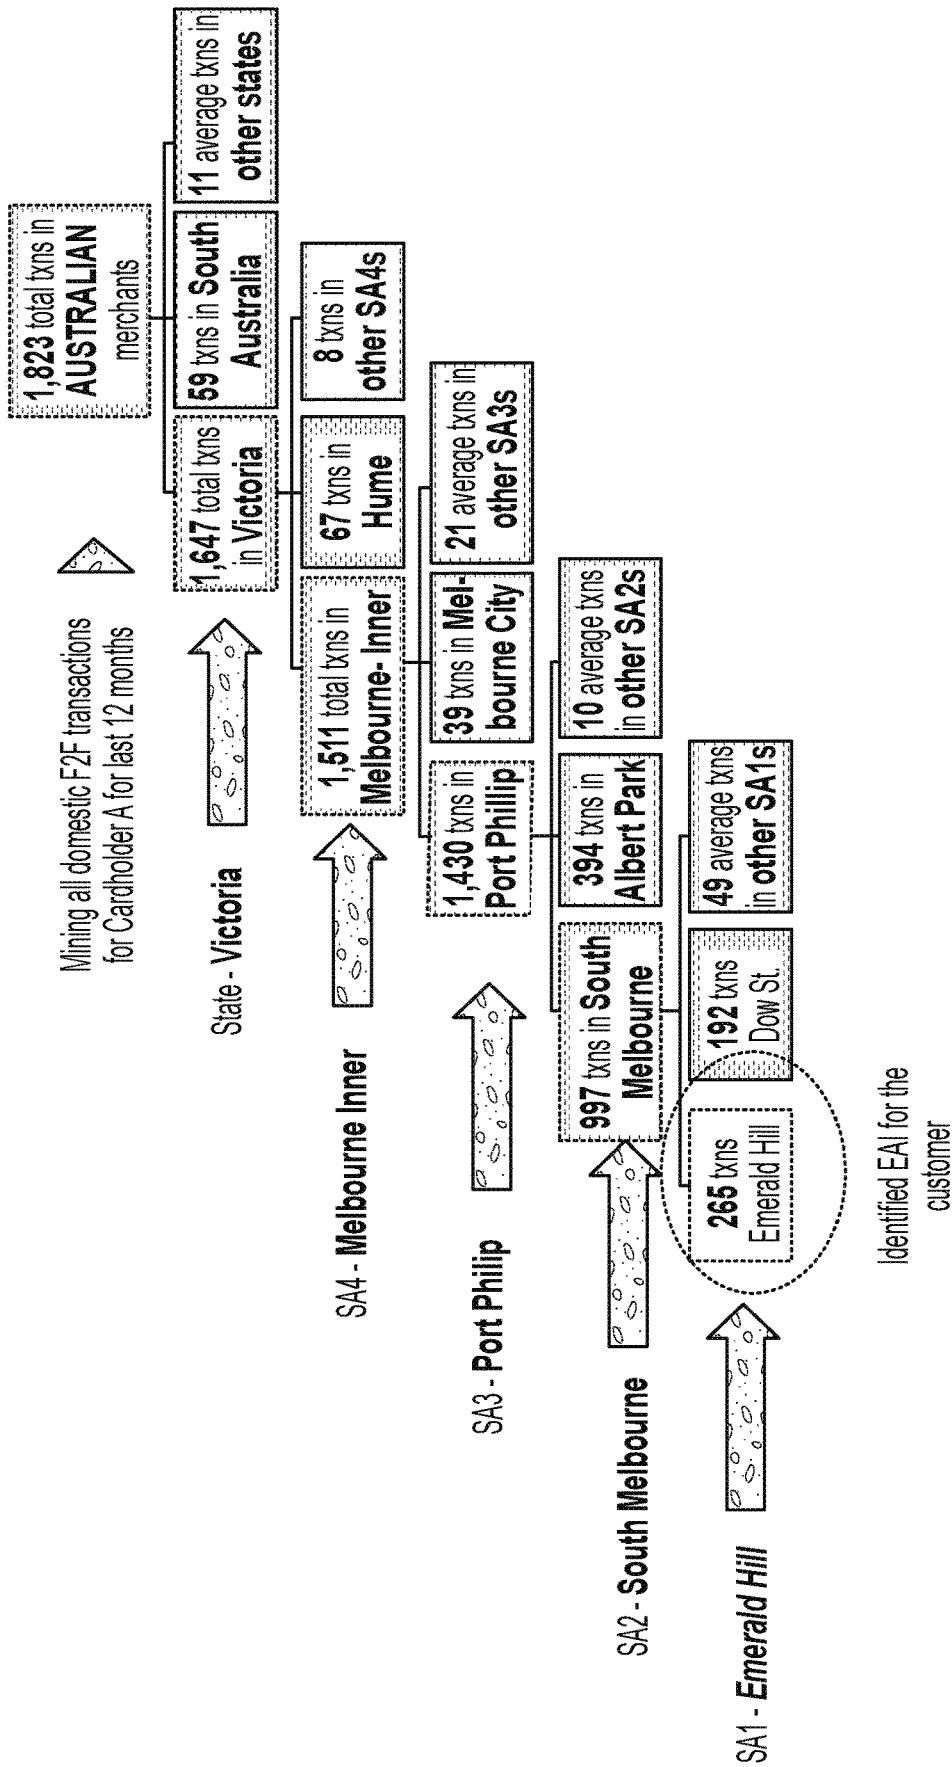 Mining all domestic F2F transactions
for Cardholder A for last 12 months
1,823 total txns in
AUSTRALIAN
merchants
State - Victoria
1,647 total txns
in Victoria
59 txns in South
Australia
11 average txns in
other states
SA4 - Melbourne Inner
1,511 total txns in
Melbourne- Inner
67 txns in
Hume
8 txns in
other SA4s
SA3 - Port Philip
1,430 txns in
Port Phillip
39 txns in Mel-
bourne City
21 average txns in
other SA3s
SA2 - South Melbourne
997 txns in South
Melbourne
394 txns in
Albert Park
10 average txns
in other SA2s
SA1 - Emerald Hill
265 txns
Emerald Hill
192 txns
Dow St.
49 average txns
in other SA1s
Identified EAI for the
customer